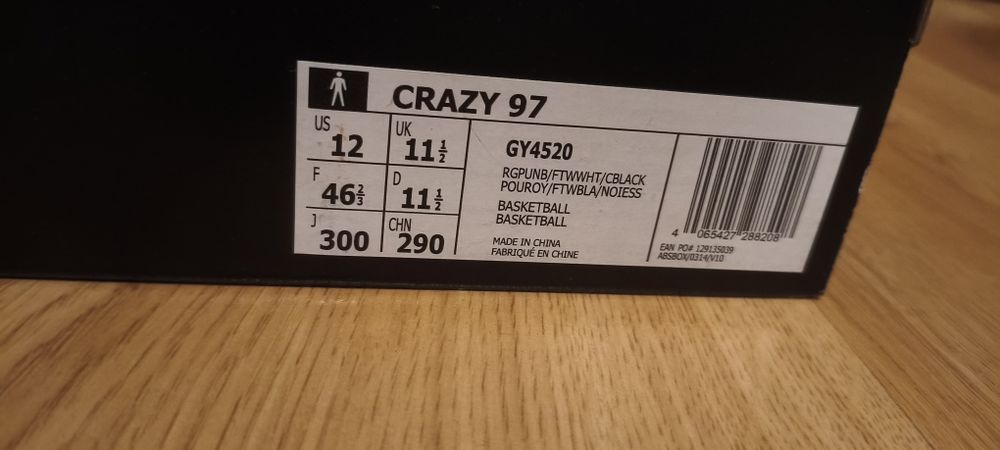 CRAZY 97
US 12
UK 11 1/2
F 46 2/3
D 11 1/2
J 300
CHN 290
GY4520
RGPUNB/FTWWHT/CBLACK
POUROY/FTWBLA/NOIESS
BASKETBALL
BASKETBALL
MADE IN CHINA
FABRIQUÉ EN CHINE
4 065427 288208
EAN PO# 129135039
ABSBOX/0314/V10